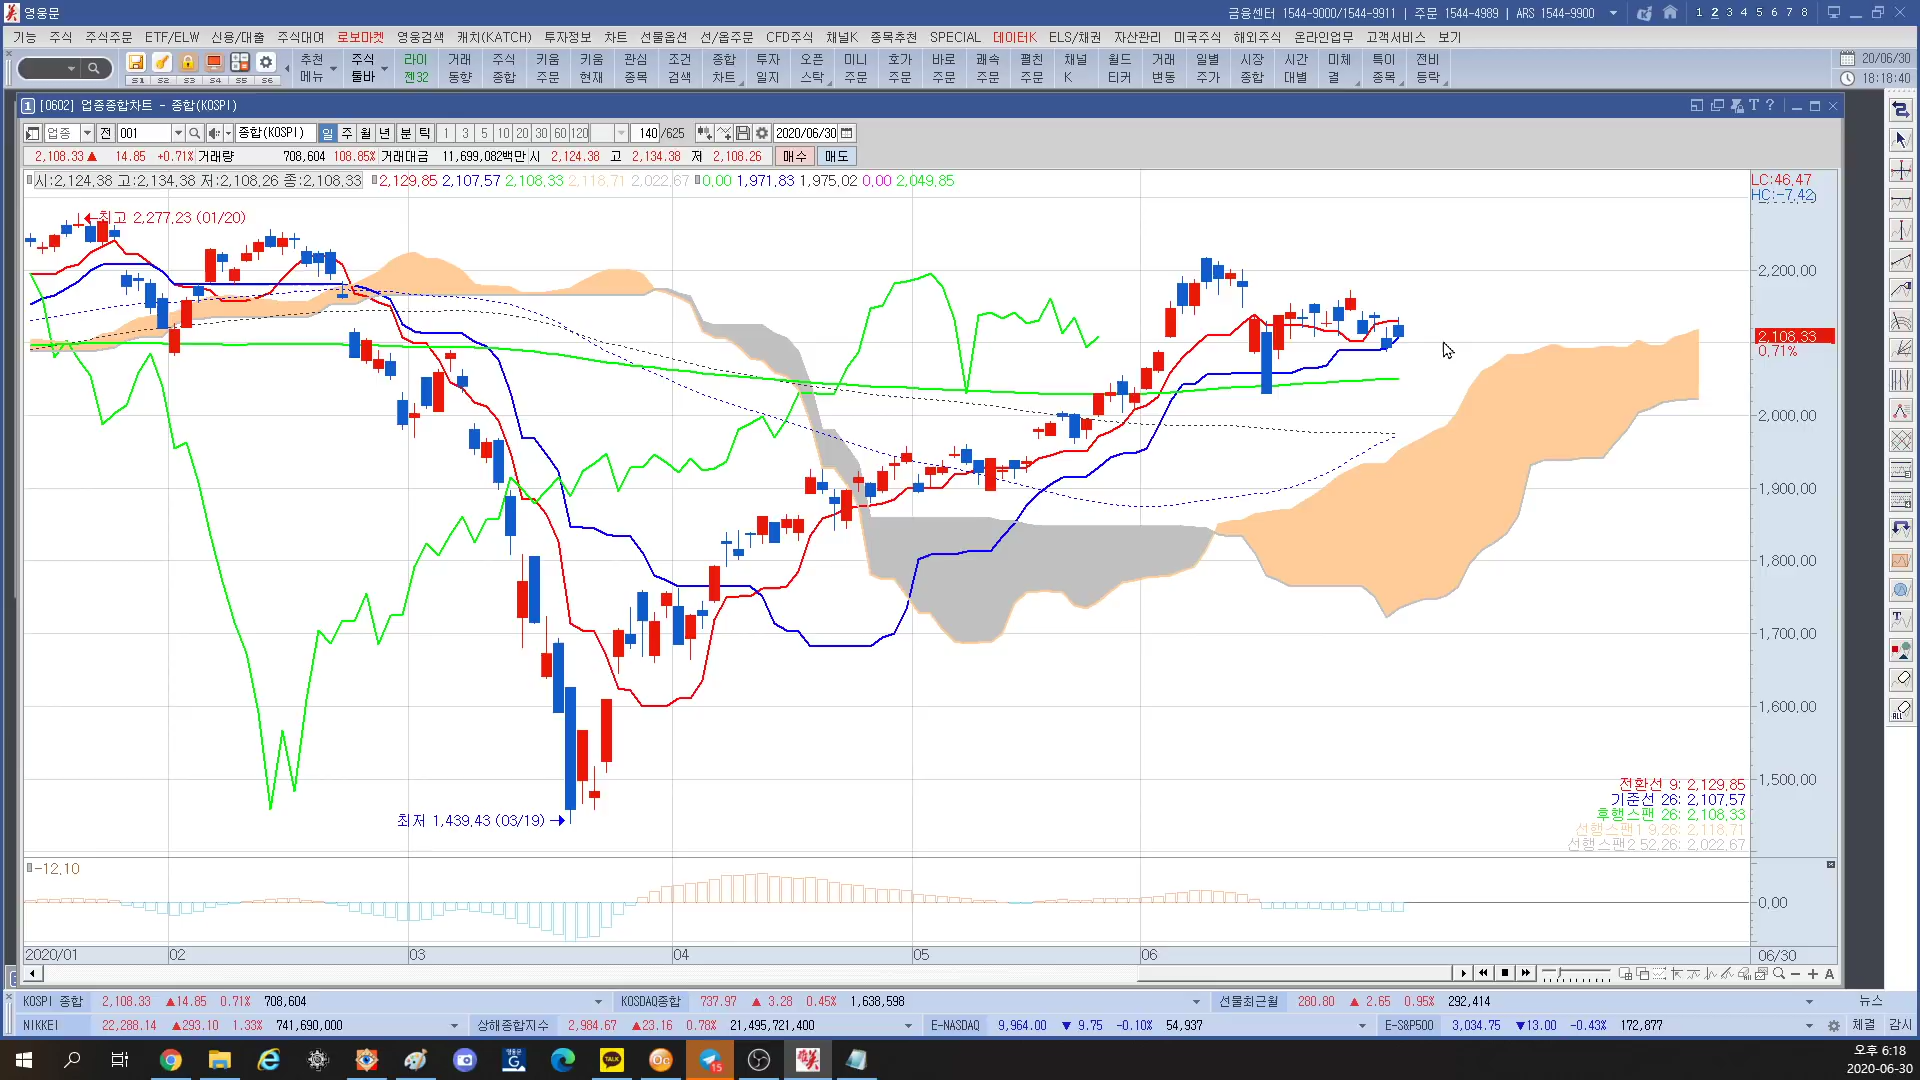 영웅문
금융센터 1544-9000/1544-9911 | 주문 1544-4989 | ARS 1544-9900
1 2 3 4 5 6 7 8
기능 주식 주식주문 ETF/ELW 신용/대출 주식대여 로보마켓 영웅검색 캐치(KATCH) 투자정보 차트 선물옵션 선/옵주문 CFD주식 채널K 종목추천 SPECIAL 데이터K ELS/채권 자산관리 미국주식 해외주식 온라인업무 고객서비스 보기
추천 주식 라이 거래 주식 키움 키움 관심 조건 종합 투자 오픈 미니 호가 바로 쾌속 펼친 채널 월드 거래 일별 시장 시간 미체 특이 전비
메뉴 툴바 젠32 동향 종합 주문 현재 종목 검색 차트 일지 스탁 주문 주문 주문 주문 주문 K 티커 변동 주가 종합 대별 결 종목 등락
S1 S2 S3 S4 S5 S6
20/06/30
18:18:40
1 [0602] 업종종합차트 - 종합(KOSPI)
업종 전 001 종합(KOSPI) 일 주 월 년 분 틱 1 3 5 10 20 30 60 120 140 /625 2020/06/30
2,108.33 ▲ 14.85 +0.71% 거래량 708,604 108.85% 거래대금 11,699,082백만 시 2,124.38 고 2,134.38 저 2,108.26 매수 매도
시:2,124.38 고:2,134.38 저:2,108.26 종:2,108.33 2,129.85 2,107.57 2,108.33 2,118.71 2,022.67 0.00 1,971.83 1,975.02 0.00 2,049.85
LC:46.47
HC:-7.42
최고 2,277.23 (01/20)
2,200.00
2,108.33
0.71%
2,000.00
1,900.00
1,800.00
1,700.00
1,600.00
1,500.00
최저 1,439.43 (03/19)
전환선 9: 2,129.85
기준선 26: 2,107.57
후행스팬 26: 2,108.33
선행스팬1 9,26: 2,118.71
선행스팬2 52,26: 2,022.67
-12.10
0.00
2020/01 02 03 04 05 06 06/30
KOSPI 종합 2,108.33 ▲14.85 0.71% 708,604 KOSDAQ종합 737.97 ▲ 3.28 0.45% 1,638,598 선물최근월 280.80 ▲ 2.65 0.95% 292,414 뉴스
NIKKEI 22,288.14 ▲293.10 1.33% 741,690,000 상해종합지수 2,984.67 ▲23.16 0.78% 21,495,721,400 E-NASDAQ 9,964.00 ▼ 9.75 -0.10% 54,937 E-S&P500 3,034.75 ▼13.00 -0.43% 172,877 체결 감시
오후 6:18
2020-06-30